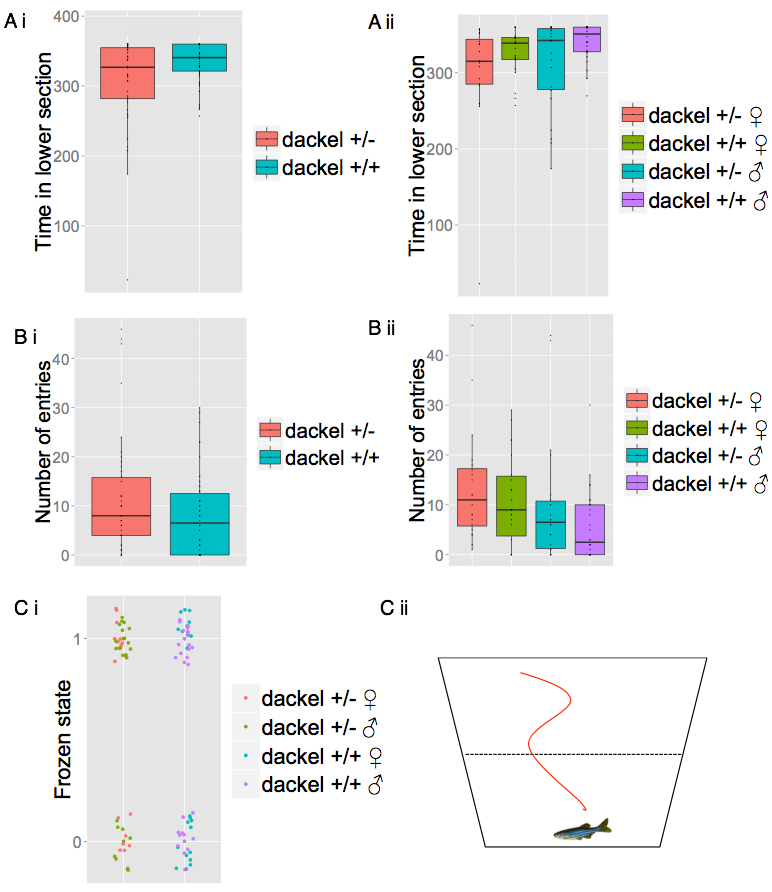 A i
Time in lower section
400
300
200
100
dackel +/-
dackel +/+
A ii
Time in lower section
300
200
100
dackel +/- ♀
dackel +/+ ♀
dackel +/- ♂
dackel +/+ ♂
B i
Number of entries
40
30
20
10
0
dackel +/-
dackel +/+
B ii
Number of entries
40
30
20
10
0
dackel +/- ♀
dackel +/+ ♀
dackel +/- ♂
dackel +/+ ♂
C i
Frozen state
1
0
dackel +/- ♀
dackel +/- ♂
dackel +/+ ♀
dackel +/+ ♂
C ii